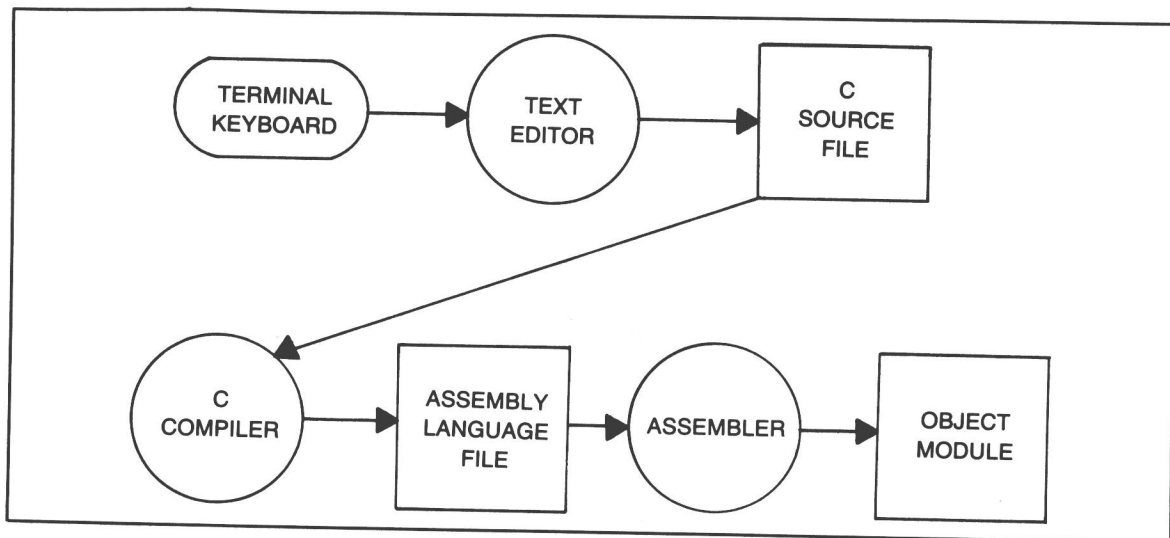 TERMINAL
KEYBOARD
TEXT
EDITOR
C
SOURCE
FILE
C
COMPILER
ASSEMBLY
LANGUAGE
FILE
ASSEMBLER
OBJECT
MODULE